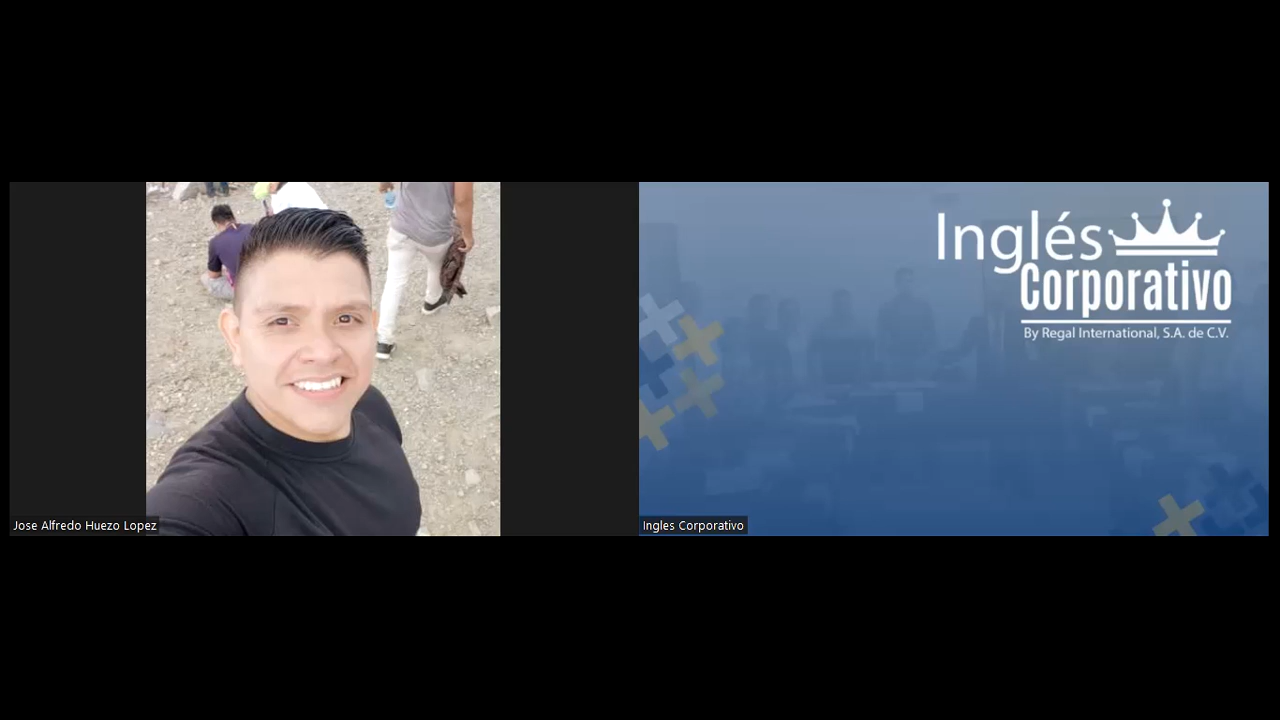 Inglés
Corporativo
By Regal International, S.A. de C.V.
Jose Alfredo Huezo Lopez
Ingles Corporativo